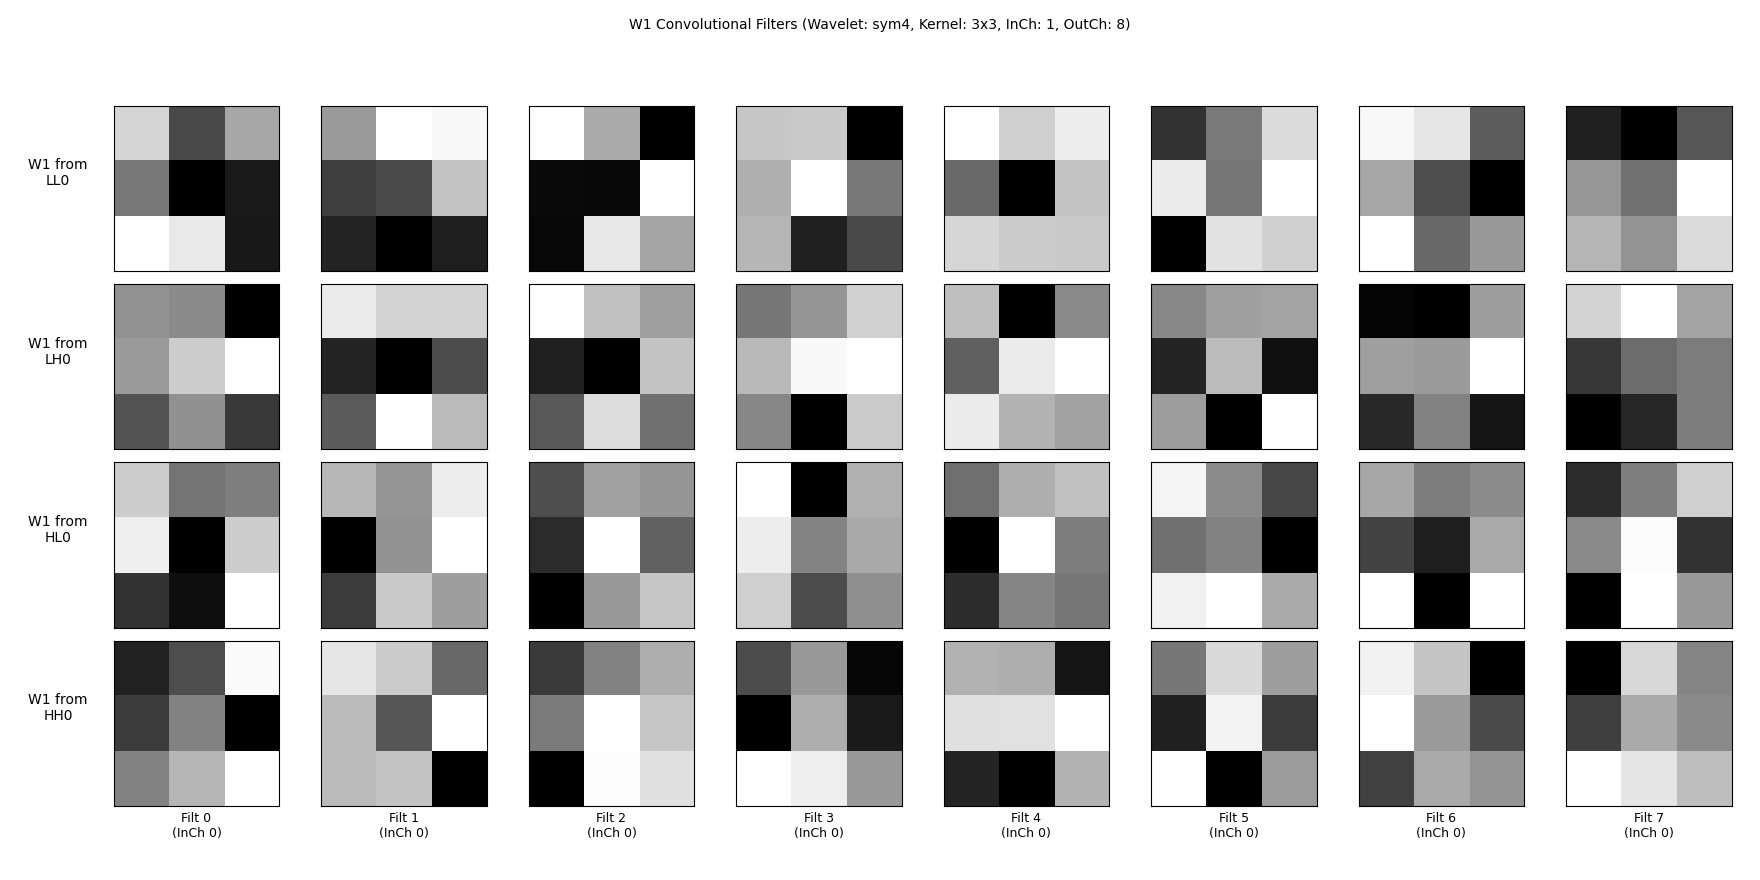 W1 Convolutional Filters (Wavelet: sym4, Kernel: 3x3, InCh: 1, OutCh: 8)
W1 from
LL0
W1 from
LH0
W1 from
HL0
W1 from
HH0
Filt 0
(InCh 0)
Filt 1
(InCh 0)
Filt 2
(InCh 0)
Filt 3
(InCh 0)
Filt 4
(InCh 0)
Filt 5
(InCh 0)
Filt 6
(InCh 0)
Filt 7
(InCh 0)